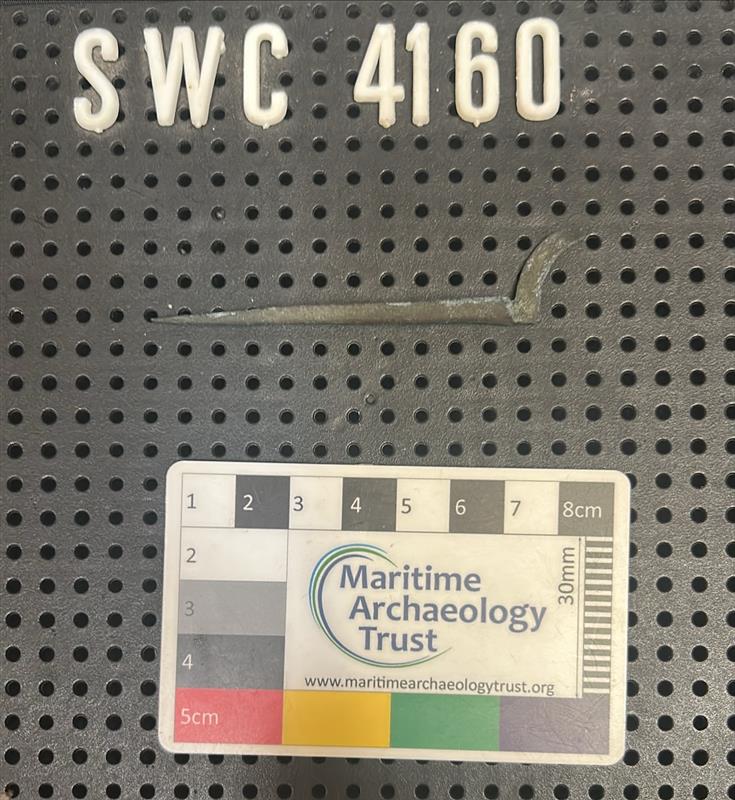 SWC 4160
1 2 3 4 5 6 7 8cm
2
3
4
5cm
30mm
Maritime
Archaeology
Trust
www.maritimearchaeologytrust.org